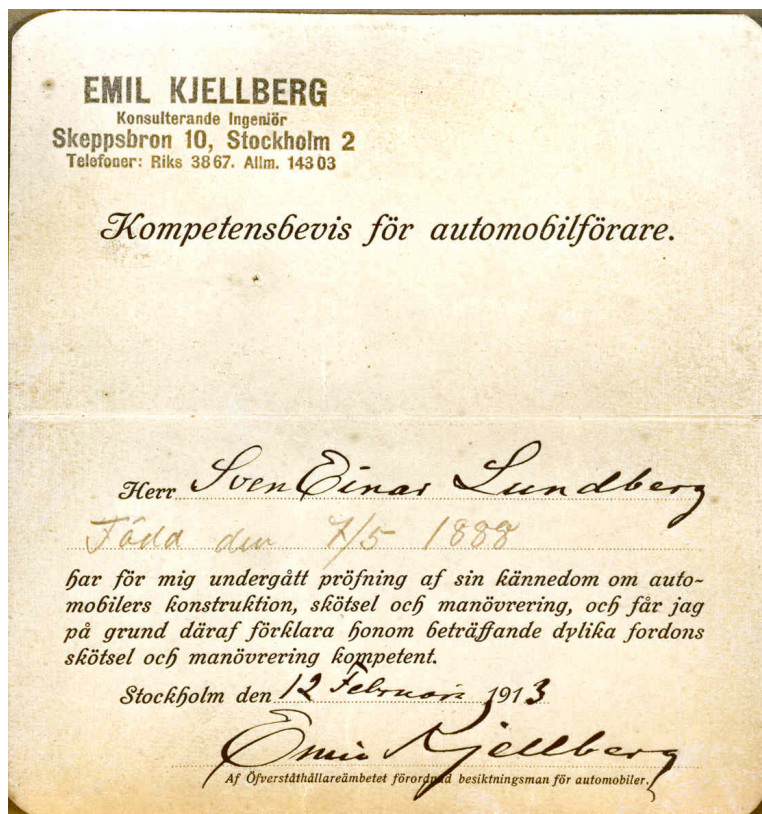 EMIL KJELLBERG
Konsulterande Ingeniör
Skeppsbron 10, Stockholm 2
Telefoner: Riks 3867. Allm. 14303
Kompetensbevis för automobilförare.
Herr Sven Einar Lundberg
Född den 7/5 1888
har för mig undergått pröfning af sin kännedom om auto-
mobilers konstruktion, skötsel och manövrering, och får jag
på grund däraf förklara honom beträffande dylika fordons
skötsel och manövrering kompetent.
Stockholm den 12 Februari 1913
Emil Kjellberg
Af Öfverståthållareämbetet förordnad besiktningsman för automobiler.